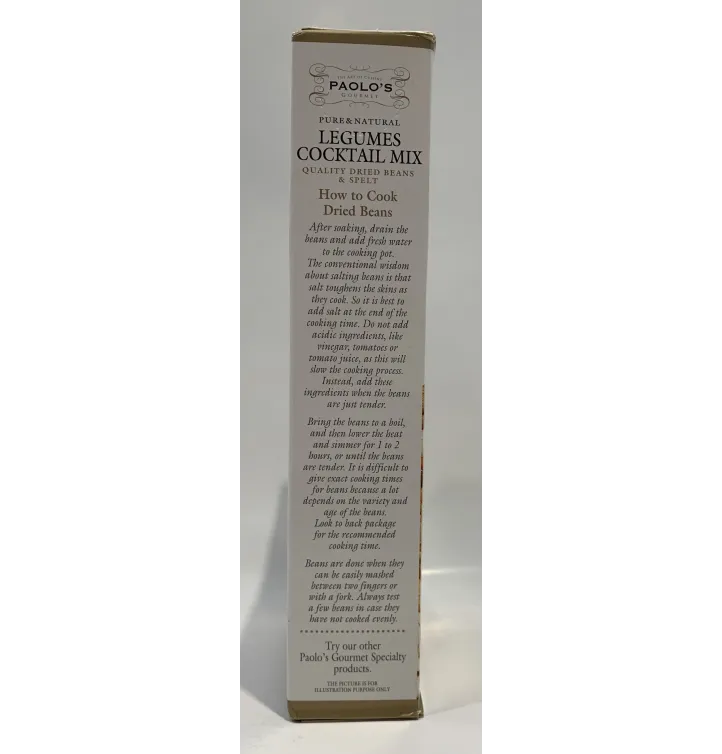 THE ART OF COOKING
PAOLO'S
GOURMET
PURE & NATURAL
LEGUMES
COCKTAIL MIX
QUALITY DRIED BEANS
& SPELT
How to Cook
Dried Beans
After soaking, drain the
beans and add fresh water
to the cooking pot.
The conventional wisdom
about salting beans is that
salt toughens the skins as
they cook. So it is best to
add salt at the end of the
cooking time. Do not add
acidic ingredients, like
vinegar, tomatoes or
tomato juice, as this will
slow the cooking process.
Instead, add these
ingredients when the beans
are just tender.
Bring the beans to a boil,
and then lower the heat
and simmer for 1 to 2
hours, or until the beans
are tender. It is difficult to
give exact cooking times
for beans because a lot
depends on the variety and
age of the beans.
Look to back package
for the recommended
cooking time.
Beans are done when they
can be easily mashed
between two fingers or
with a fork. Always test
a few beans in case they
have not cooked evenly.
Try our other
Paolo's Gourmet Specialty
products.
THE PICTURE IS FOR
ILLUSTRATION PURPOSE ONLY